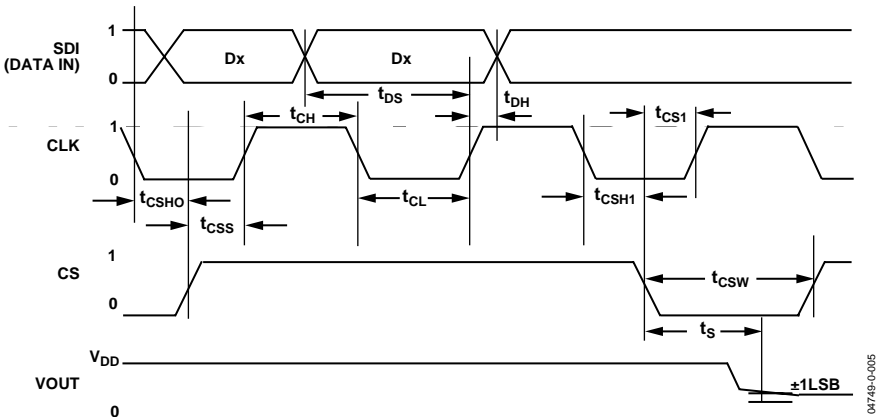 1
SDI
(DATA IN)
Dx
Dx
0
tDS
tDH
tCH
tCS1
1
CLK
0
tCSHO
tCSS
tCL
tCSH1
1
CS
0
tCSW
tS
VDD
VOUT
±1LSB
0
04749-0-005